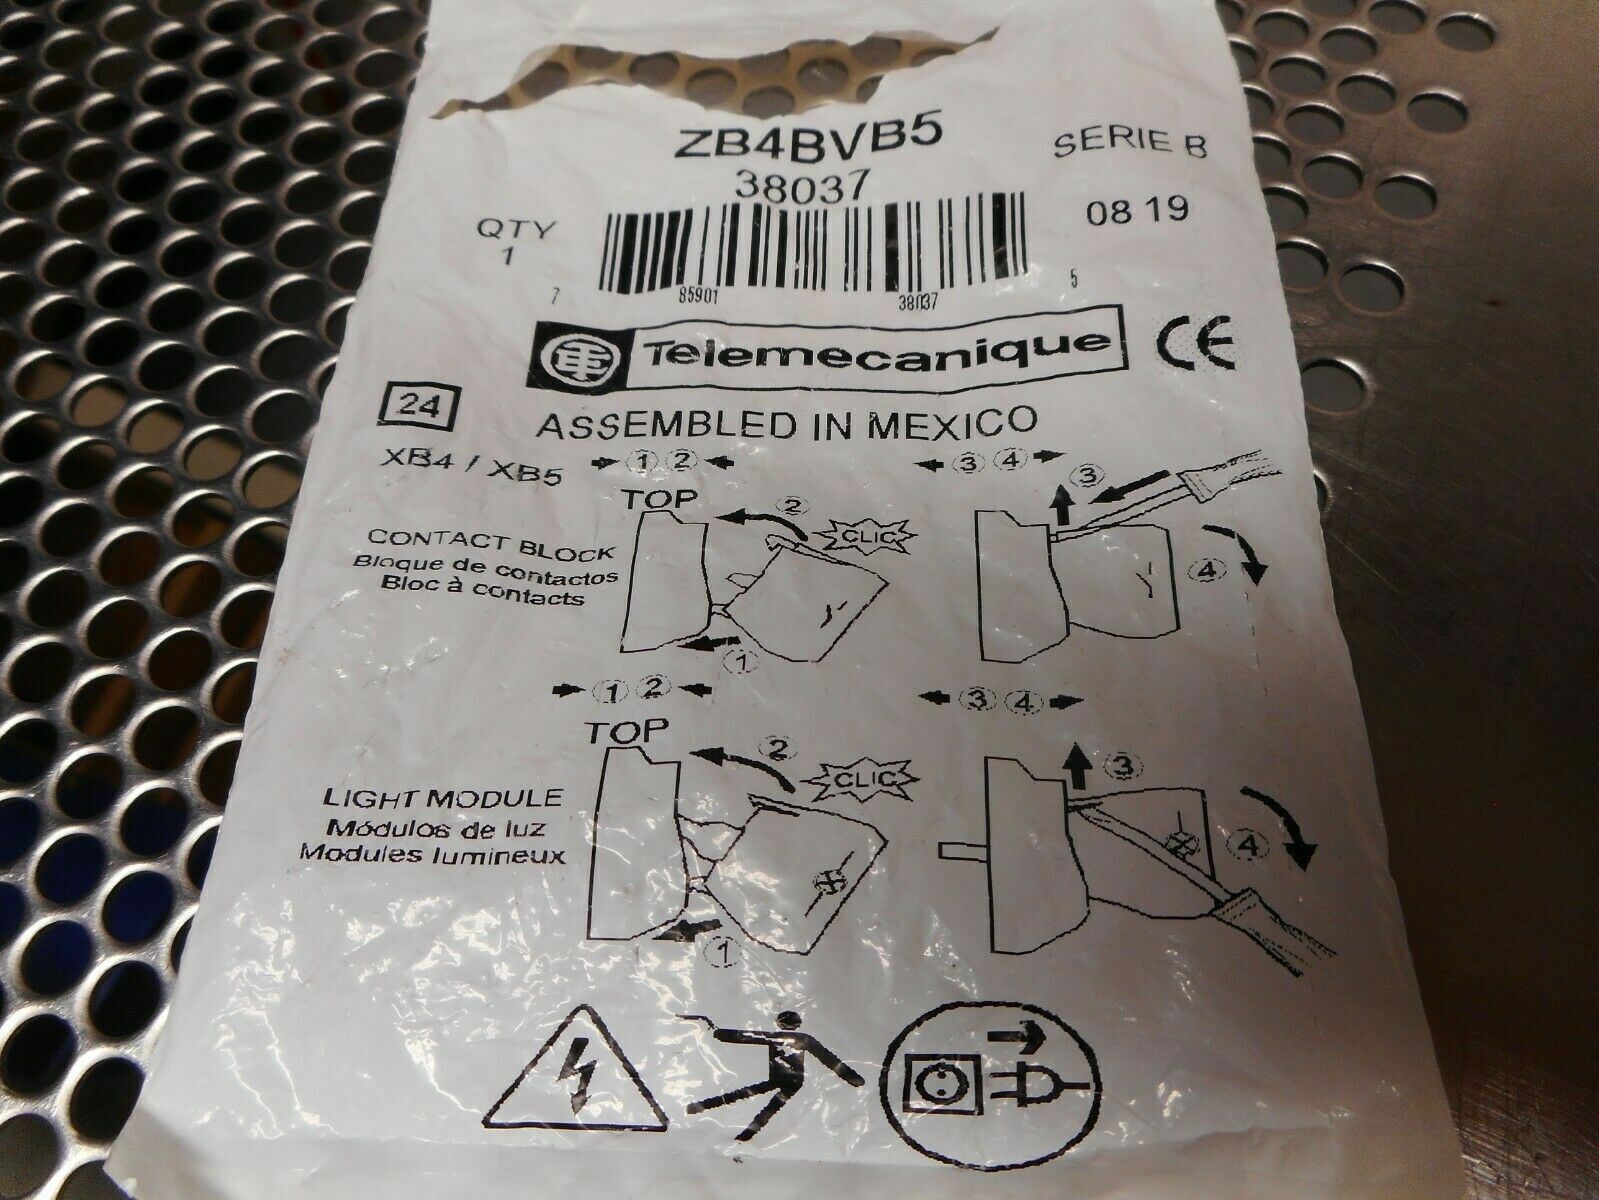 ZB4BVB5
38037
SERIE B
QTY
1
08 19
7 85901 38037 5
TE Telemecanique CE
24
ASSEMBLED IN MEXICO
XB4 / XB5
1 2
3 4
TOP
2
CLIC
3
CONTACT BLOCK
Bloque de contactos
Bloc à contacts
4
1
1 2
3 4
TOP
2
CLIC
3
LIGHT MODULE
Módulos de luz
Modules lumineux
4
1